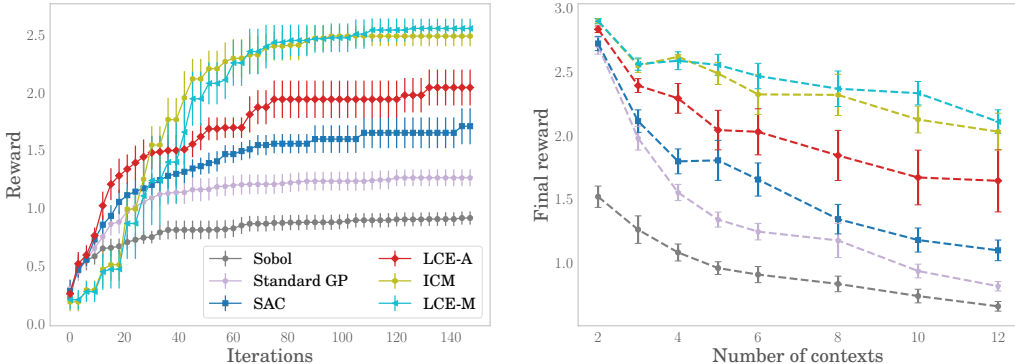 Reward
2.5
2.0
1.5
1.0
0.5
0.0
Sobol
Standard GP
SAC
LCE-A
ICM
LCE-M
0 20 40 60 80 100 120 140
Iterations
Final reward
3.0
2.5
2.0
1.5
1.0
2 4 6 8 10 12
Number of contexts